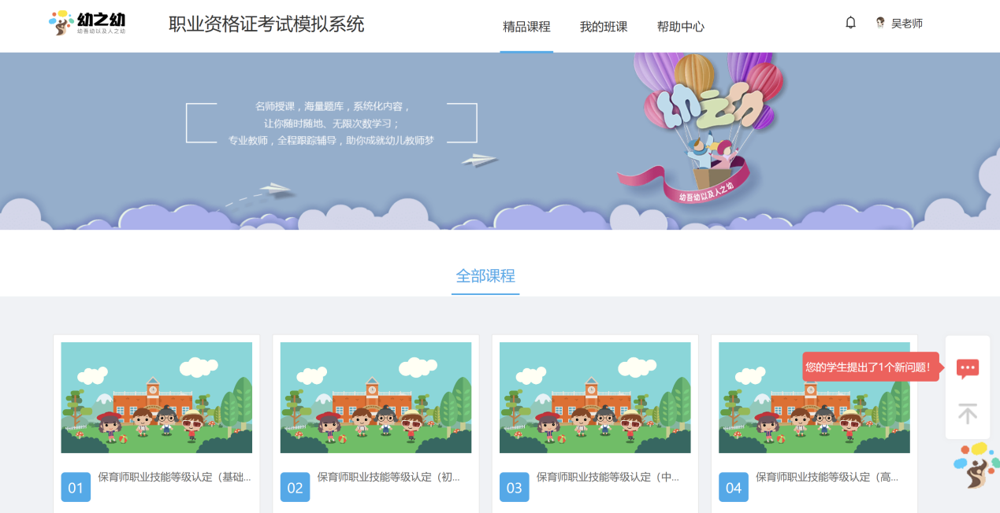 幼之幼
幼吾幼以及人之幼
职业资格证考试模拟系统
精品课程
我的班课
帮助中心
吴老师
名师授课，海量题库，系统化内容，
让你随时随地、无限次数学习；
专业教师，全程跟踪辅导，助你成就幼儿教师梦
幼之幼
幼吾幼以及人之幼
全部课程
您的学生提出了1个新问题！
01
保育师职业技能等级认定（基础...
02
保育师职业技能等级认定（初...
03
保育师职业技能等级认定（中...
04
保育师职业技能等级认定（高...